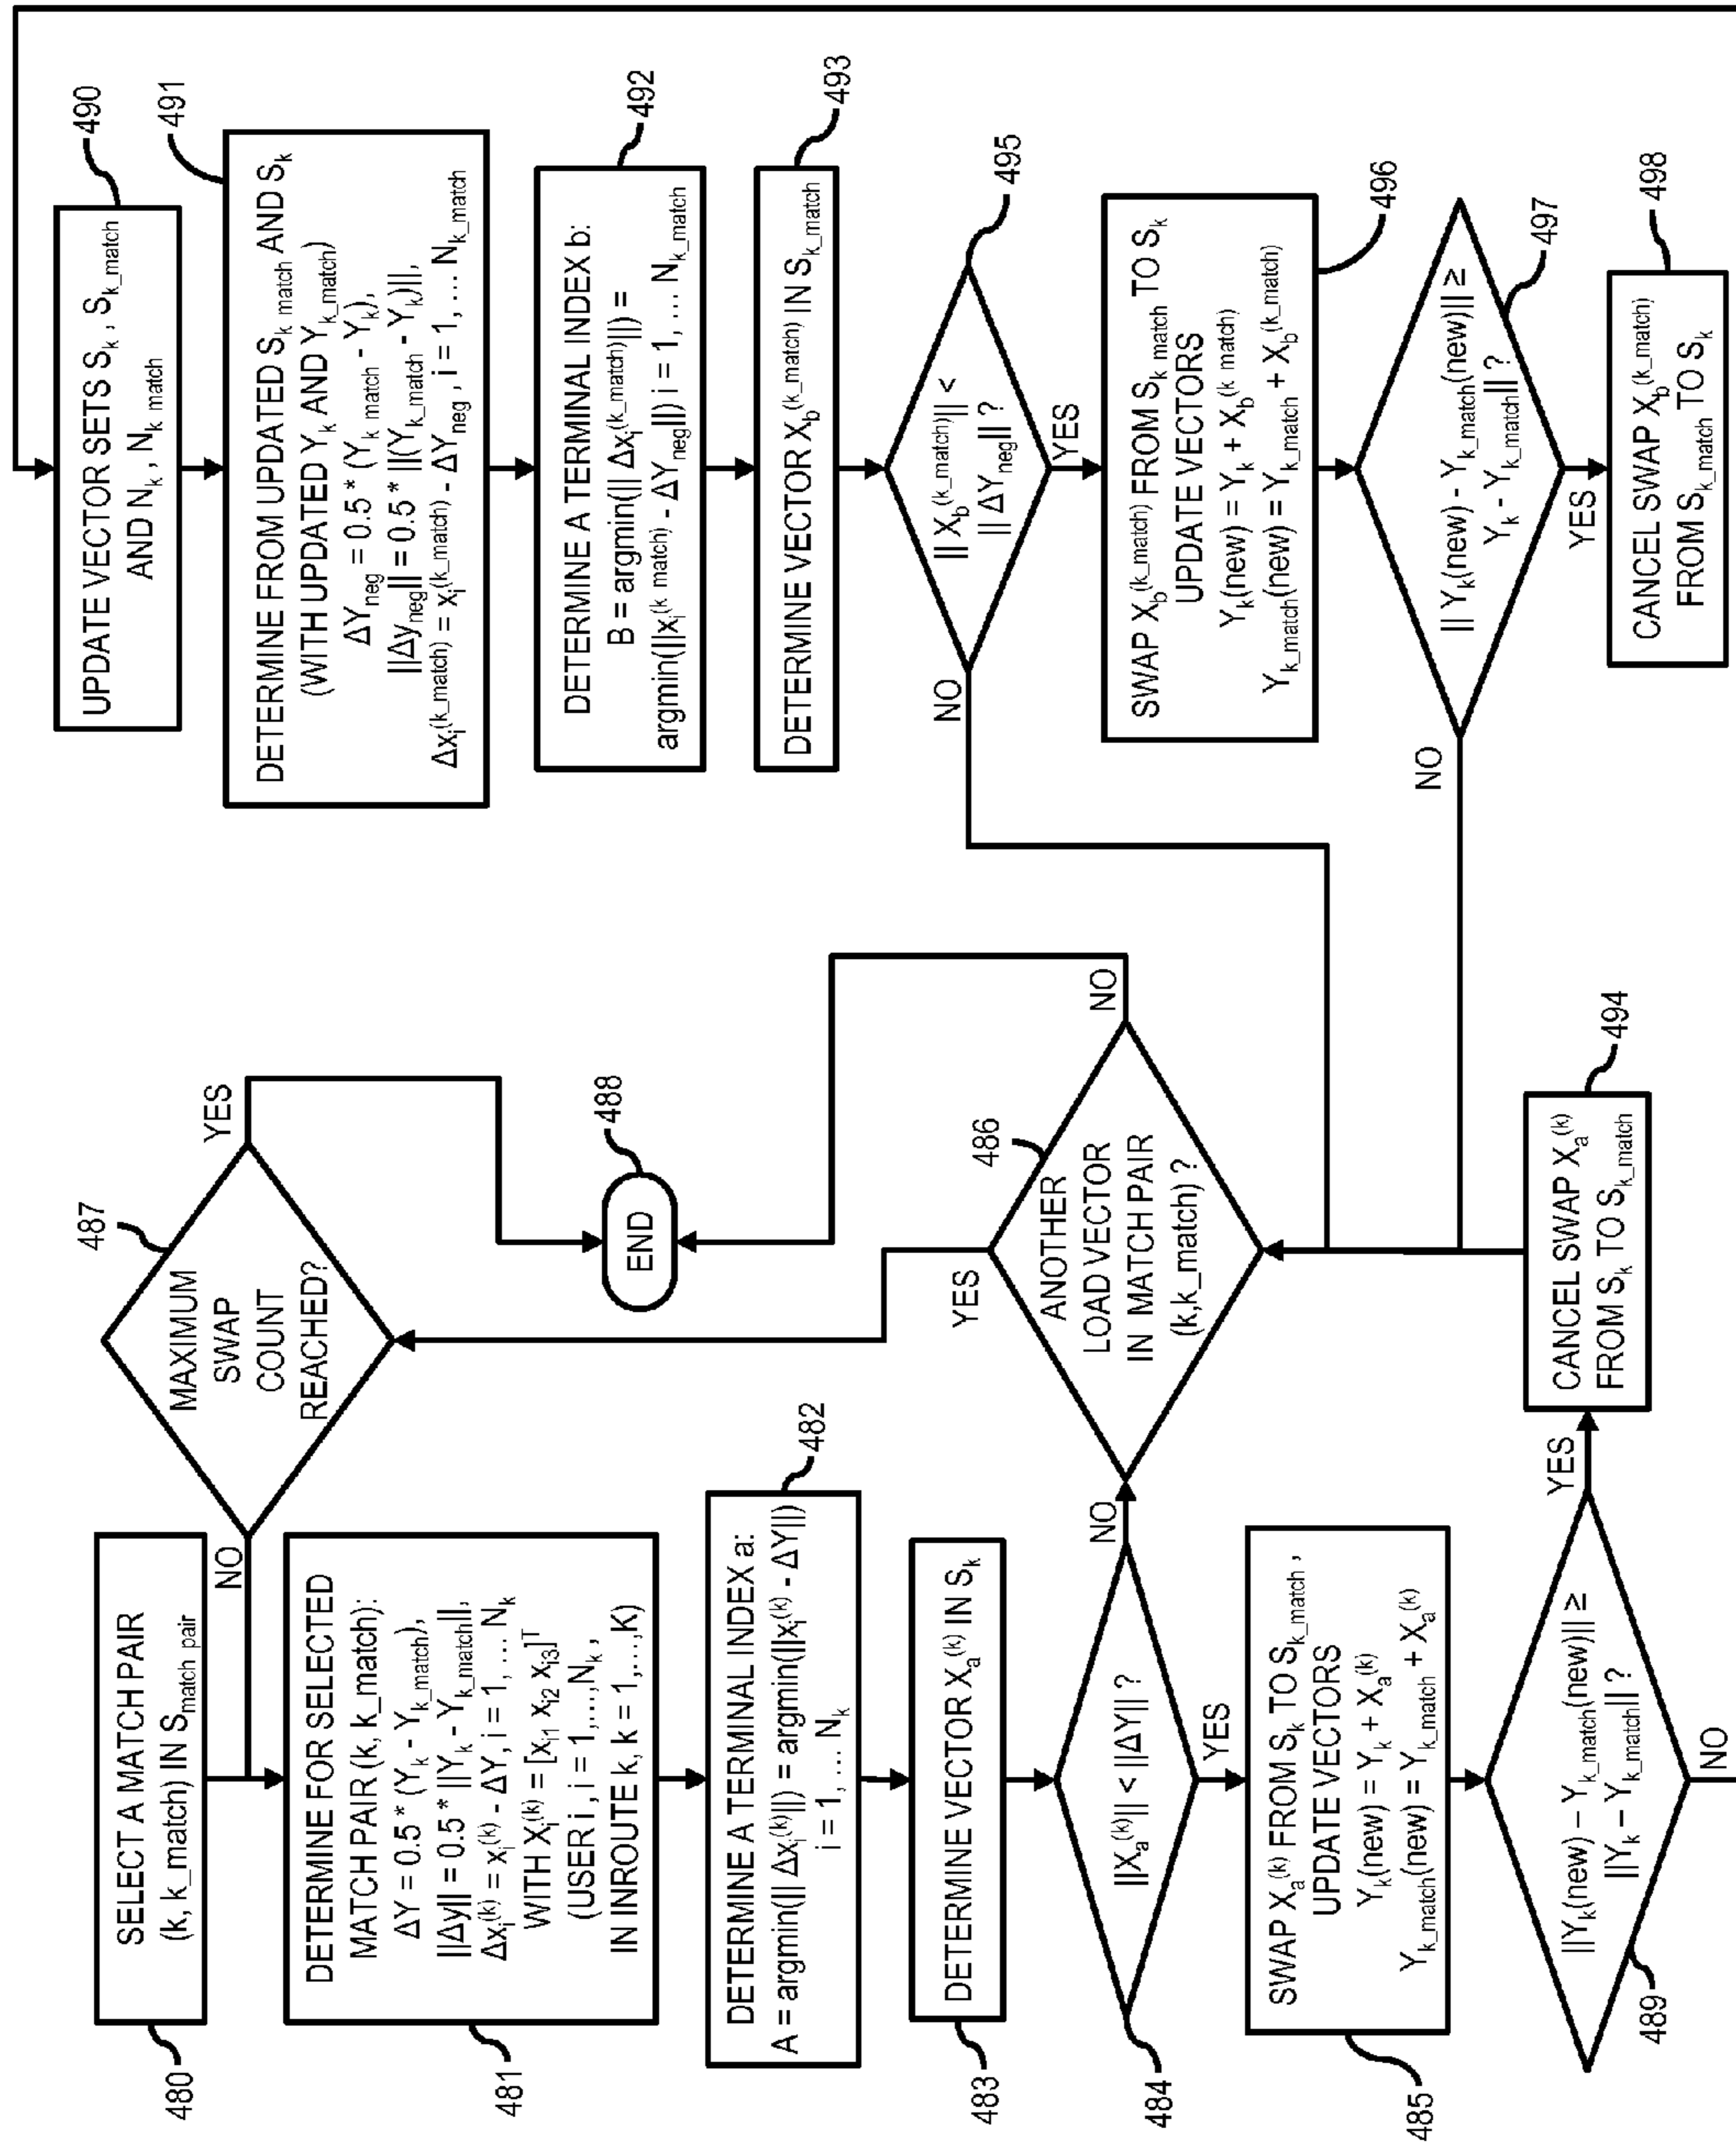 480
SELECT A MATCH PAIR
(k, k_match) IN S_match pair
481
DETERMINE FOR SELECTED
MATCH PAIR (k, k_match):
ΔY = 0.5 * (Y_k - Y_k_match),
||Δy|| = 0.5 * ||Y_k - Y_k_match||,
Δx_i^(k) = x_i^(k) - ΔY, i = 1, ... N_k
WITH X_i^(k) = [x_i1 x_i2 x_i3]^T
(USER i , i = 1,...,N_k ,
IN INROUTE k, k = 1,...,K)
482
DETERMINE A TERMINAL INDEX a:
A = argmin(|| Δx_i^(k)||) = argmin(||x_i^(k) - ΔY||)
i = 1, ... N_k
483
DETERMINE VECTOR X_a^(k) IN S_k
484
||X_a^(k)|| < ||ΔY|| ?
NO
YES
485
SWAP X_a^(k) FROM S_k TO S_k_match ,
UPDATE VECTORS
Y_k(new) = Y_k + X_a^(k)
Y_k_match(new) = Y_k_match + X_a^(k)
489
||Y_k(new) – Y_k_match(new)|| ≥
||Y_k – Y_k_match|| ?
YES
NO
487
MAXIMUM
SWAP
COUNT
REACHED?
YES
NO
488
END
486
ANOTHER
LOAD VECTOR
IN MATCH PAIR
(k,k_match) ?
YES
NO
494
CANCEL SWAP X_a^(k)
FROM S_k TO S_k_match
490
UPDATE VECTOR SETS S_k , S_k_match
AND N_k , N_k match
491
DETERMINE FROM UPDATED S_k match AND S_k
(WITH UPDATED Y_k AND Y_k_match)
ΔY_neg = 0.5 * (Y_k match - Y_k),
||Δy_neg|| = 0.5 * ||(Y_k_match - Y_k)||,
Δx_i^(k_match) = x_i^(k_match) - ΔY_neg , i = 1, ... N_k_match
492
DETERMINE A TERMINAL INDEX b:
B = argmin(|| Δx_i^(k_match)||) =
argmin(||x_i^(k match) - ΔY_neg||) i = 1, ... N_k_match
493
DETERMINE VECTOR X_b^(k_match) IN S_k_match
495
|| X_b^(k_match)|| <
|| ΔY_neg|| ?
NO
YES
496
SWAP X_b^(k_match) FROM S_k match TO S_k
UPDATE VECTORS
Y_k(new) = Y_k + X_b^(k match)
Y_k_match(new) = Y_k_match + X_b^(k_match)
497
|| Y_k(new) - Y_k_match(new)|| ≥
Y_k - Y_k_match|| ?
NO
YES
498
CANCEL SWAP X_b^(k_match)
FROM S_k_match TO S_k